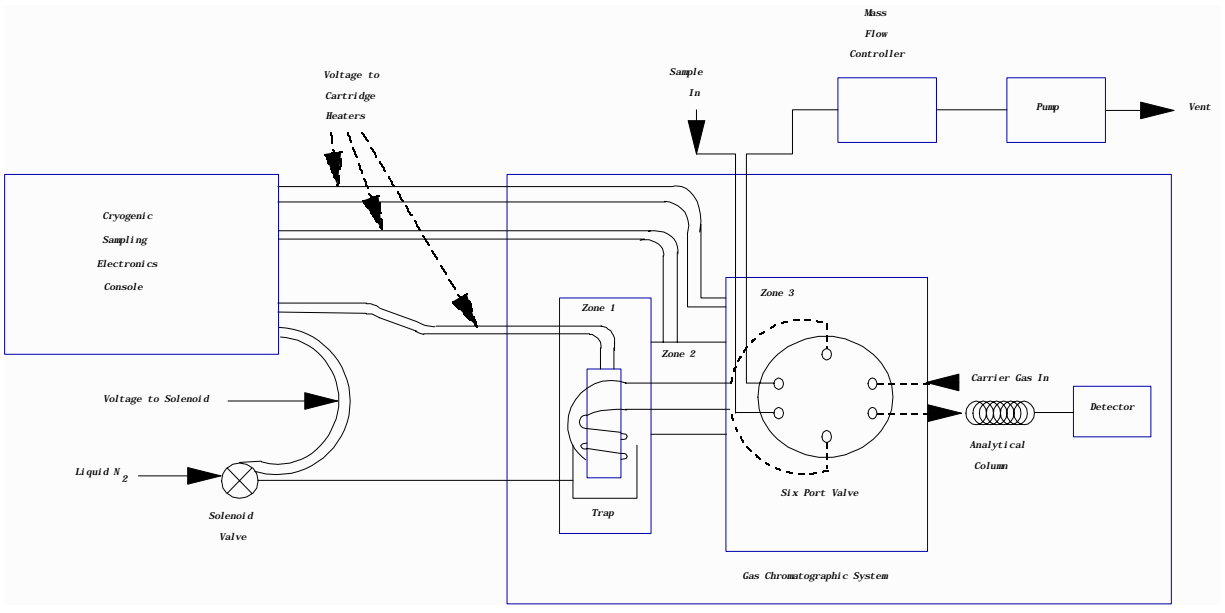 Mass
Flow
Controller
Voltage to
Cartridge
Heaters
Sample
In
Pump
Vent
Cryogenic
Sampling
Electronics
Console
Zone 3
Zone 1
Zone 2
Carrier Gas In
Voltage to Solenoid
Detector
Analytical
Column
Liquid N 2
Six Port Valve
Solenoid
Valve
Trap
Gas Chromatographic System